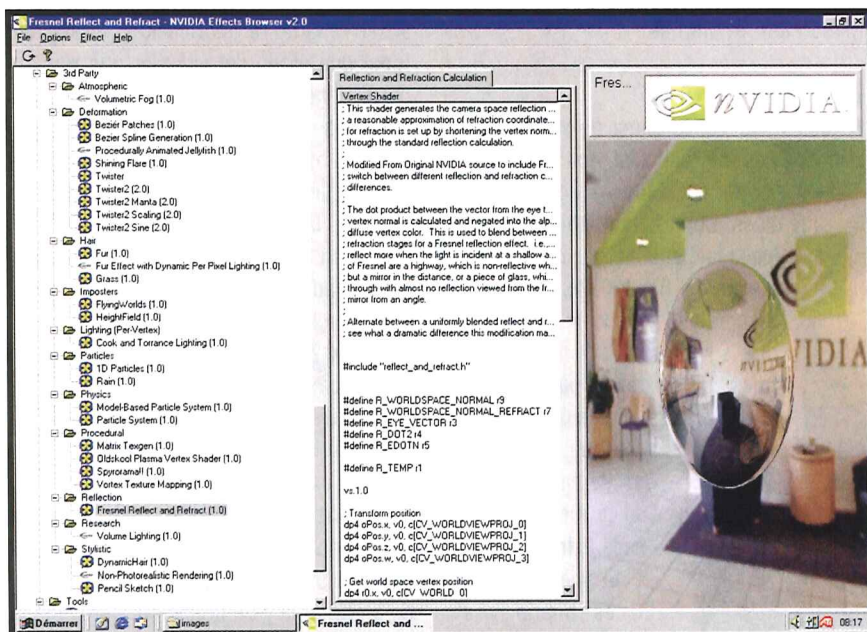 Fresnel Reflect and Refract - NVIDIA Effects Browser v2.0
File Options Effect Help
3rd Party
Atmospheric
Volumetric Fog (1.0)
Deformation
Bezier Patches (1.0)
Bezier Spline Generation (1.0)
Procedurally Animated Jellyfish (1.0)
Shining Flare (1.0)
Twister
Twister2 (2.0)
Twister2 Manta (2.0)
Twister2 Scaling (2.0)
Twister2 Sine (2.0)
Hair
Fur (1.0)
Fur Effect with Dynamic Per Pixel Lighting (1.0)
Grass (1.0)
Imposters
FlyingWorlds (1.0)
HeightField (1.0)
Lighting (Per-Vertex)
Cook and Torrance Lighting (1.0)
Particles
1D Particles (1.0)
Rain (1.0)
Physics
Model-Based Particle System (1.0)
Particle System (1.0)
Procedural
Matrix Texgen (1.0)
Oldskool Plasma Vertex Shader (1.0)
Spyrorama!! (1.0)
Vortex Texture Mapping (1.0)
Reflection
Fresnel Reflect and Refract (1.0)
Research
Volume Lighting (1.0)
Stylistic
DynamicHair (1.0)
Non-Photorealistic Rendering (1.0)
Pencil Sketch (1.0)
Tools
Reflection and Refraction Calculation
Vertex Shader
; This shader generates the camera space reflection ...
; a reasonable approximation of refraction coordinate...
; for refraction is set up by shortening the vertex norm...
; through the standard reflection calculation.
;
; Modified From Original NVIDIA source to include Fr...
; switch between different reflection and refraction c...
; differences.
;
; The dot product between the vector from the eye t...
; vertex normal is calculated and negated into the alp...
; diffuse vertex color. This is used to blend between ...
; refraction stages for a Fresnel reflection effect. i.e.,...
; reflect more when the light is incident at a shallow a...
; of Fresnel are a highway, which is non-reflective wh...
; but a mirror in the distance, or a piece of glass, whi...
; through with almost no reflection viewed from the fr...
; mirror from an angle.
;
; Alternate between a uniformly blended reflect and r...
; see what a dramatic difference this modification ma...
#include "reflect_and_refract.h"
#define R_WORLDSPACE_NORMAL r9
#define R_WORLDSPACE_NORMAL_REFRACT r7
#define R_EYE_VECTOR r3
#define R_DOT2 r4
#define R_EDOTN r5
#define R_TEMP r1
vs.1.0
; Transform position
dp4 oPos.x, v0, c[CV_WORLDVIEWPROJ_0]
dp4 oPos.y, v0, c[CV_WORLDVIEWPROJ_1]
dp4 oPos.z, v0, c[CV_WORLDVIEWPROJ_2]
dp4 oPos.w, v0, c[CV_WORLDVIEWPROJ_3]
; Get world space vertex position
dp4 r0.x, v0, c[CV_WORLD_0]
Fres...
nVIDIA
VIDIA
Démarrer
images
Fresnel Reflect and ...
08:17